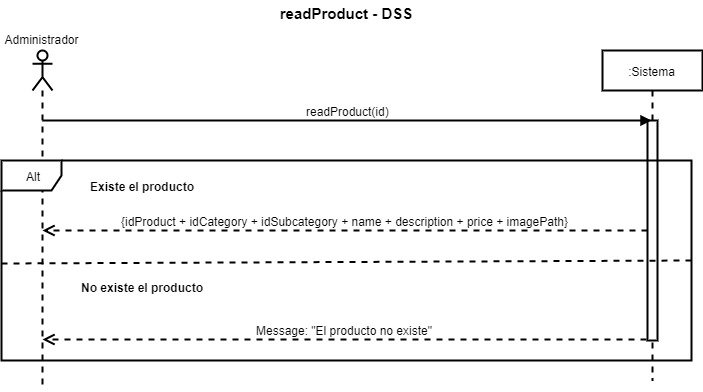 readProduct - DSS
Administrador
:Sistema
readProduct(id)
Alt
Existe el producto
{idProduct + idCategory + idSubcategory + name + description + price + imagePath}
No existe el producto
Message: "El producto no existe"